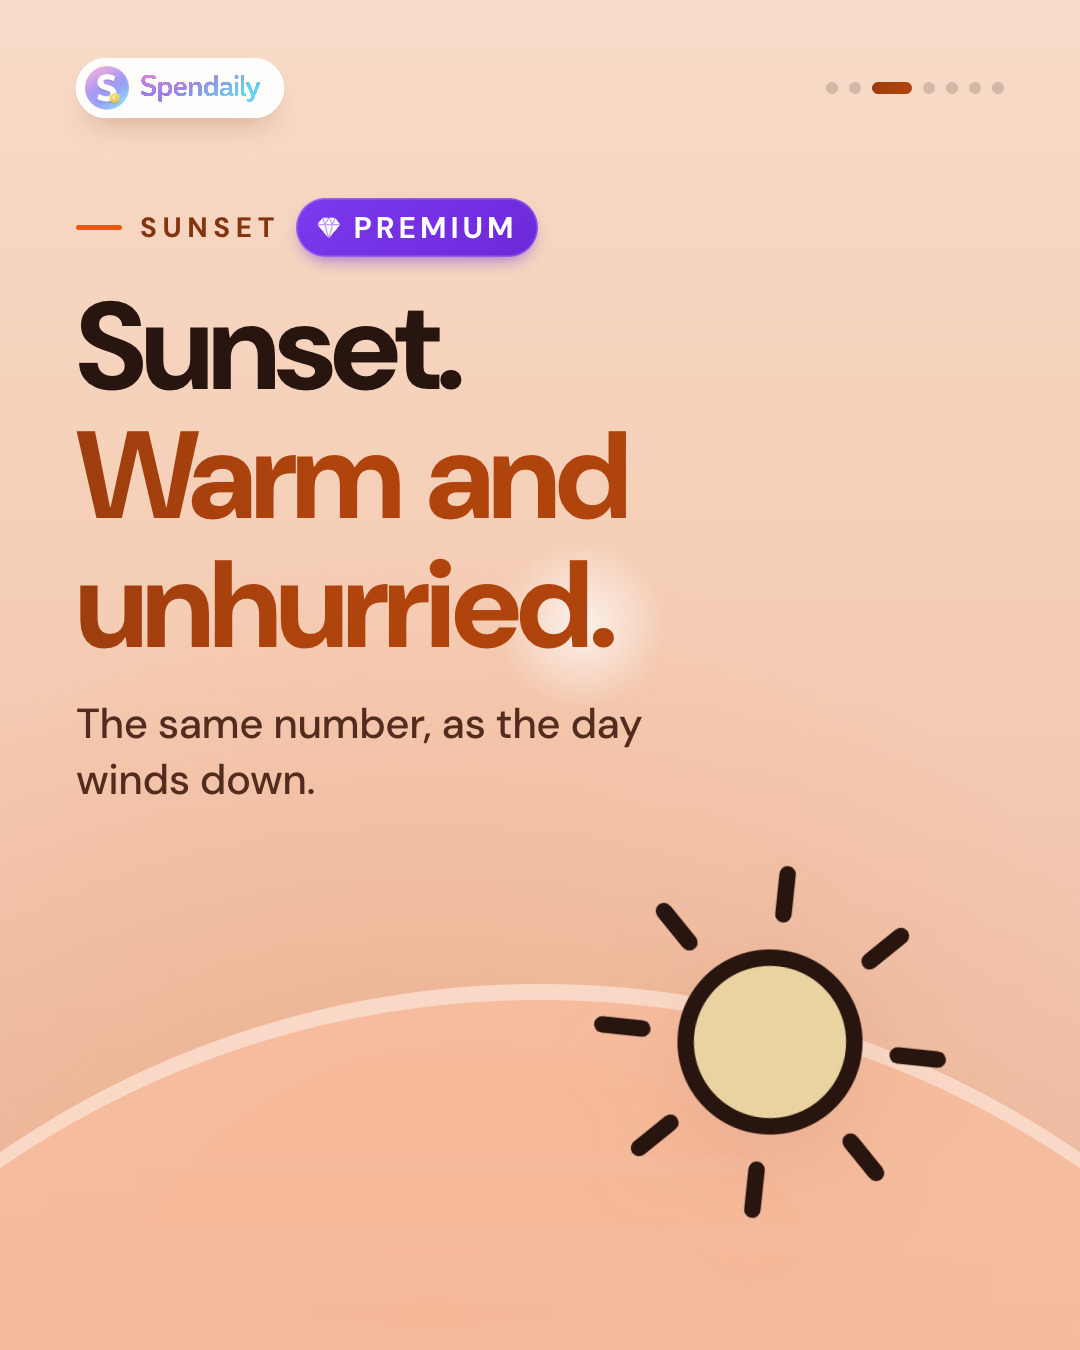 Spendaily
SUNSET PREMIUM
Sunset.
Warm and
unhurried.
The same number, as the day
winds down.